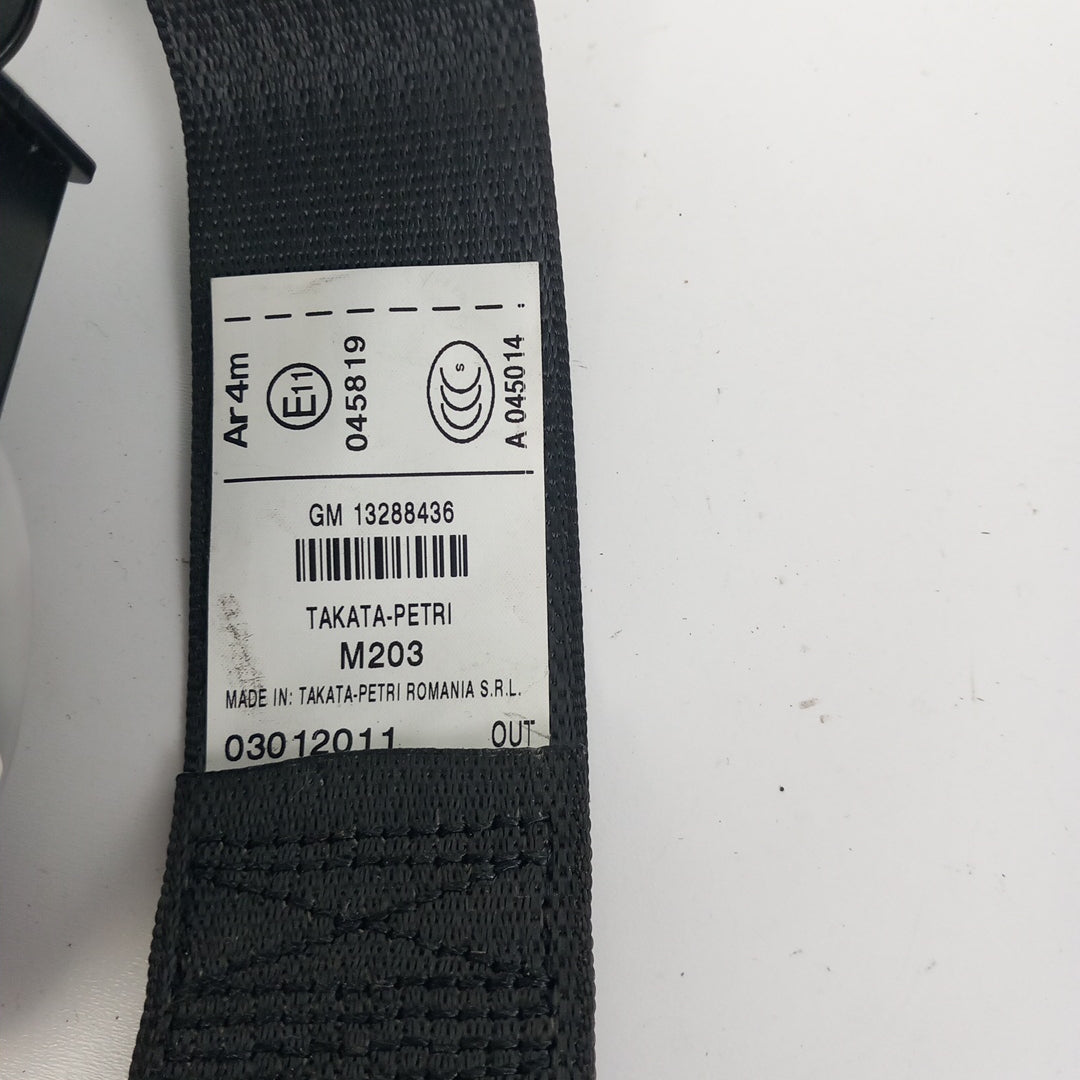 Ar4m
E11
045819
S
A 045014
GM 13288436
TAKATA-PETRI
M203
MADE IN: TAKATA-PETRI ROMANIA S.R.L.
03012011 OUT